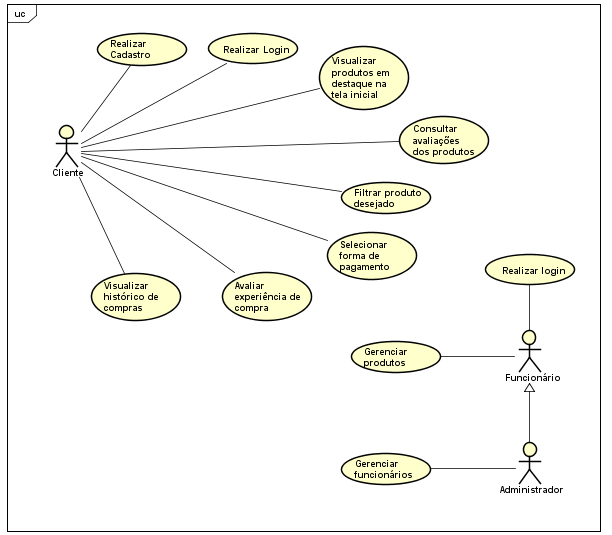 uc
Realizar
Cadastro
Realizar Login
Visualizar
produtos em
destaque na
tela inicial
Consultar
avaliações
dos produtos
Cliente
Filtrar produto
desejado
Selecionar
forma de
pagamento
Realizar login
Visualizar
histórico de
compras
Avaliar
experiência de
compra
Gerenciar
produtos
Funcionário
Gerenciar
funcionários
Administrador